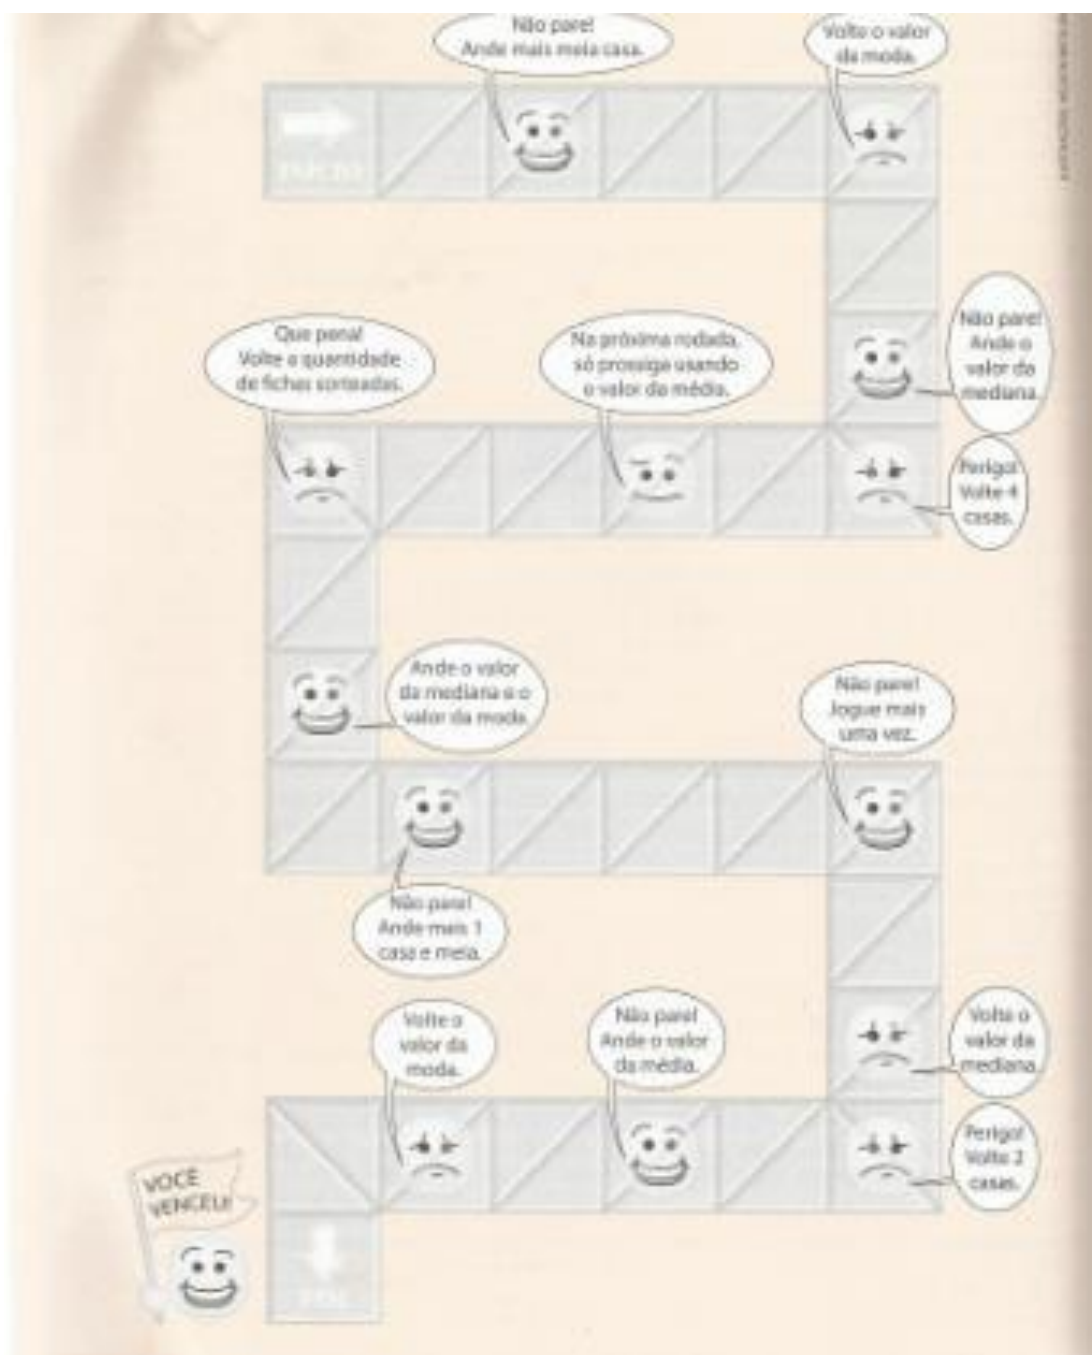 Não pare!
Ande mais meia casa.
Volte o valor
da moda.
INÍCIO
Não pare!
Ande o
valor da
mediana.
Que pena!
Volte a quantidade
de fichas sorteadas.
Na próxima rodada,
só prossiga usando
o valor da média.
Perigo!
Volte 4
casas.
Ande o valor
da mediana e o
valor da moda.
Não pare!
Jogue mais
uma vez.
Não pare!
Ande mais 1
casa e meia.
Volte o
valor da
moda.
Não pare!
Ande o valor
da média.
Volte o
valor da
mediana.
Perigo!
Volte 2
casas.
VOCÊ
VENCEU!